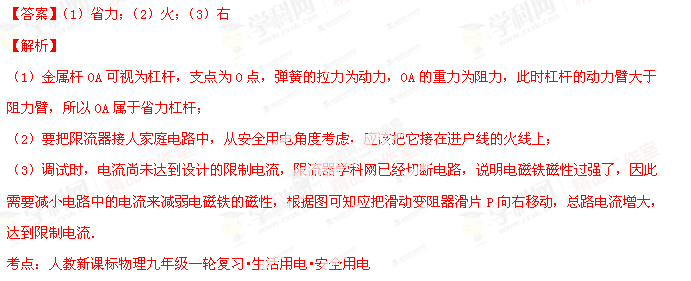 【答案】（1）省力；（2）火；（3）右
【解析】
（1）金属杆 OA 可视为杠杆，支点为 O 点，弹簧的拉力为动力，OA 的重力为阻力，此时杠杆的动力臂大于
阻力臂，所以 OA 属于省力杠杆；
（2）要把限流器接人家庭电路中，从安全用电角度考虑，应该把它接在进户线的火线上；
（3）调试时，电流尚未达到设计的限制电流，限流器学科网已经切断电路，说明电磁铁磁性过强了，因此
需要减小电路中的电流来减弱电磁铁的磁性，根据图可知应把滑动变阻器滑片 P 向右移动，总路电流增大，
达到限制电流．
考点：人教新课标物理九年级一轮复习•生活用电•安全用电